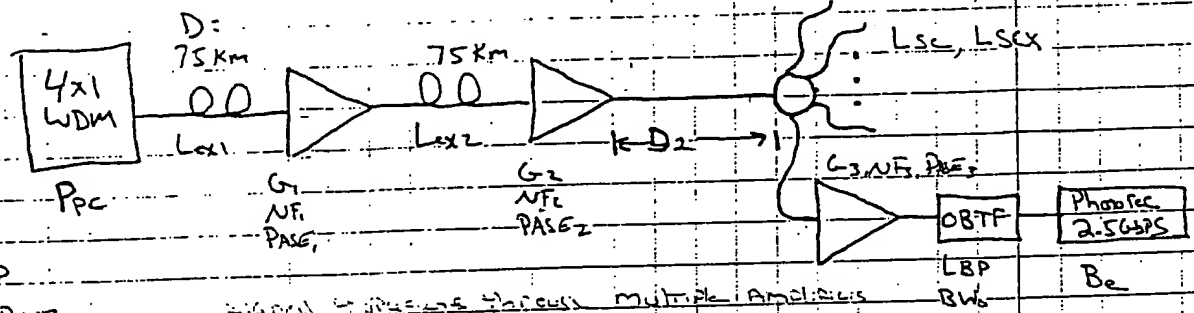 D:
75 Km
75 Km
LSC, LSCX
4x1
WDM
Lex1
Lex2
D2
Ppc
G1
NF1
PASE1
G2
NF2
PASE2
G3, NF3, PASE3
OBTF
LBP
BWo
2.5Gbps
Be
Multiple Amplifiers